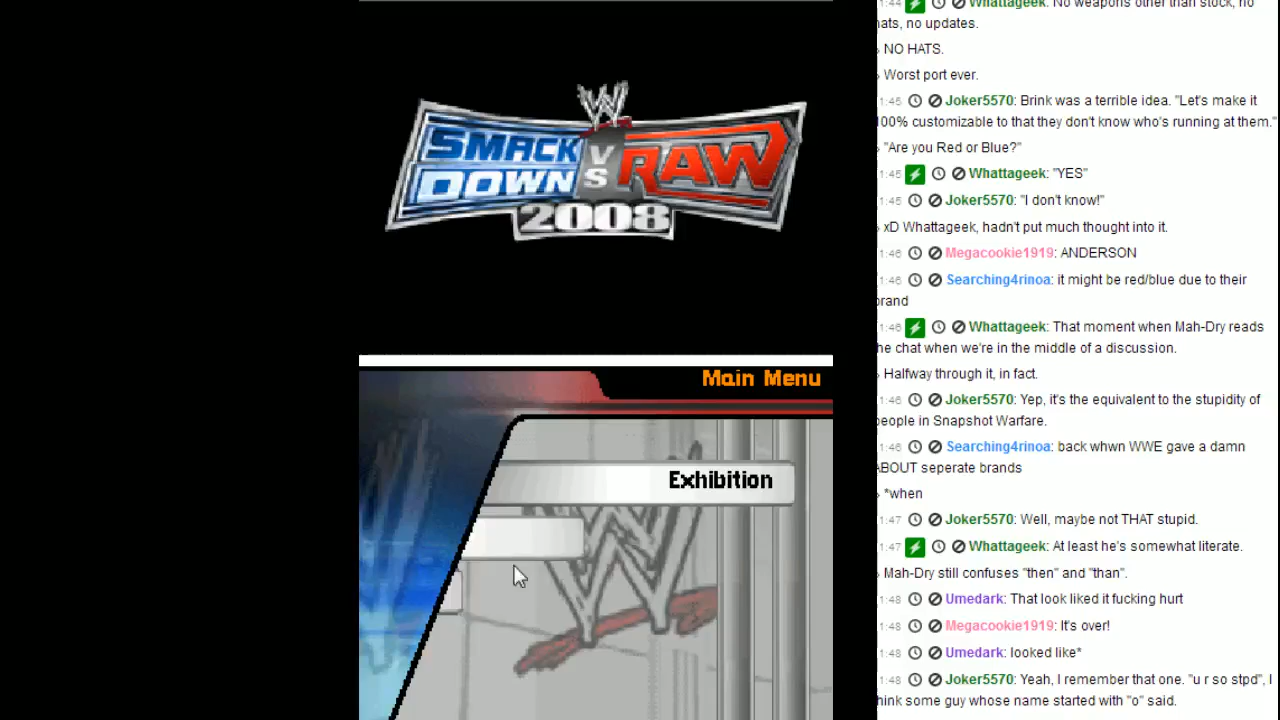 W
SMACK
DOWN
VS
RAW
2008
Main Menu
Exhibition
1:44 Whattageek: No weapons other than stock, no
hats, no updates.
NO HATS.
Worst port ever.
1:45 Joker5570: Brink was a terrible idea. "Let's make it
100% customizable to that they don't know who's running at them."
"Are you Red or Blue?"
1:45 Whattageek: "YES"
1:45 Joker5570: "I don't know!"
xD Whattageek, hadn't put much thought into it.
1:46 Megacookie1919: ANDERSON
1:46 Searching4rinoa: it might be red/blue due to their
brand
1:46 Whattageek: That moment when Mah-Dry reads
the chat when we're in the middle of a discussion.
Halfway through it, in fact.
1:46 Joker5570: Yep, it's the equivalent to the stupidity of
people in Snapshot Warfare.
1:46 Searching4rinoa: back whwn WWE gave a damn
ABOUT seperate brands
*when
1:47 Joker5570: Well, maybe not THAT stupid.
1:47 Whattageek: At least he's somewhat literate.
Mah-Dry still confuses "then" and "than".
1:48 Umedark: That look liked it fucking hurt
1:48 Megacookie1919: It's over!
1:48 Umedark: looked like*
1:48 Joker5570: Yeah, I remember that one. "u r so stpd", I
think some guy whose name started with "o" said.